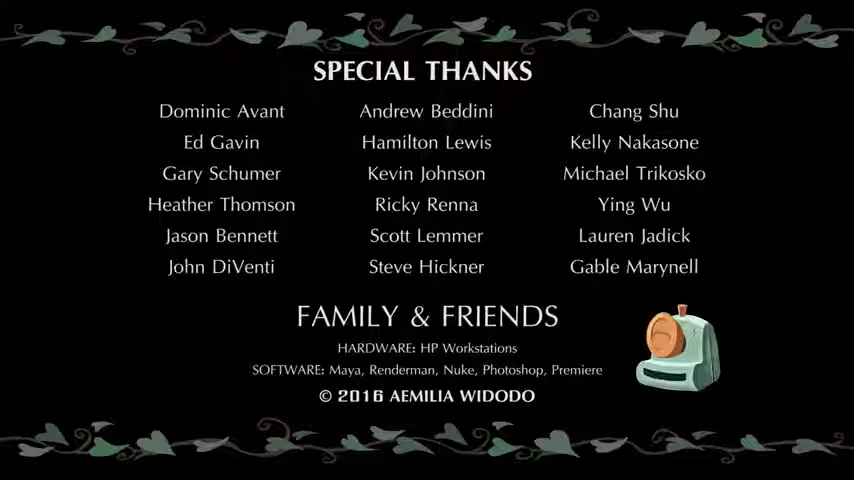 SPECIAL THANKS
Dominic Avant Andrew Beddini Chang Shu
Ed Gavin Hamilton Lewis Kelly Nakasone
Gary Schumer Kevin Johnson Michael Trikosko
Heather Thomson Ricky Renna Ying Wu
Jason Bennett Scott Lemmer Lauren Jadick
John DiVenti Steve Hickner Gable Marynell
FAMILY & FRIENDS
HARDWARE: HP Workstations
SOFTWARE: Maya, Renderman, Nuke, Photoshop, Premiere
© 2016 AEMILIA WIDODO